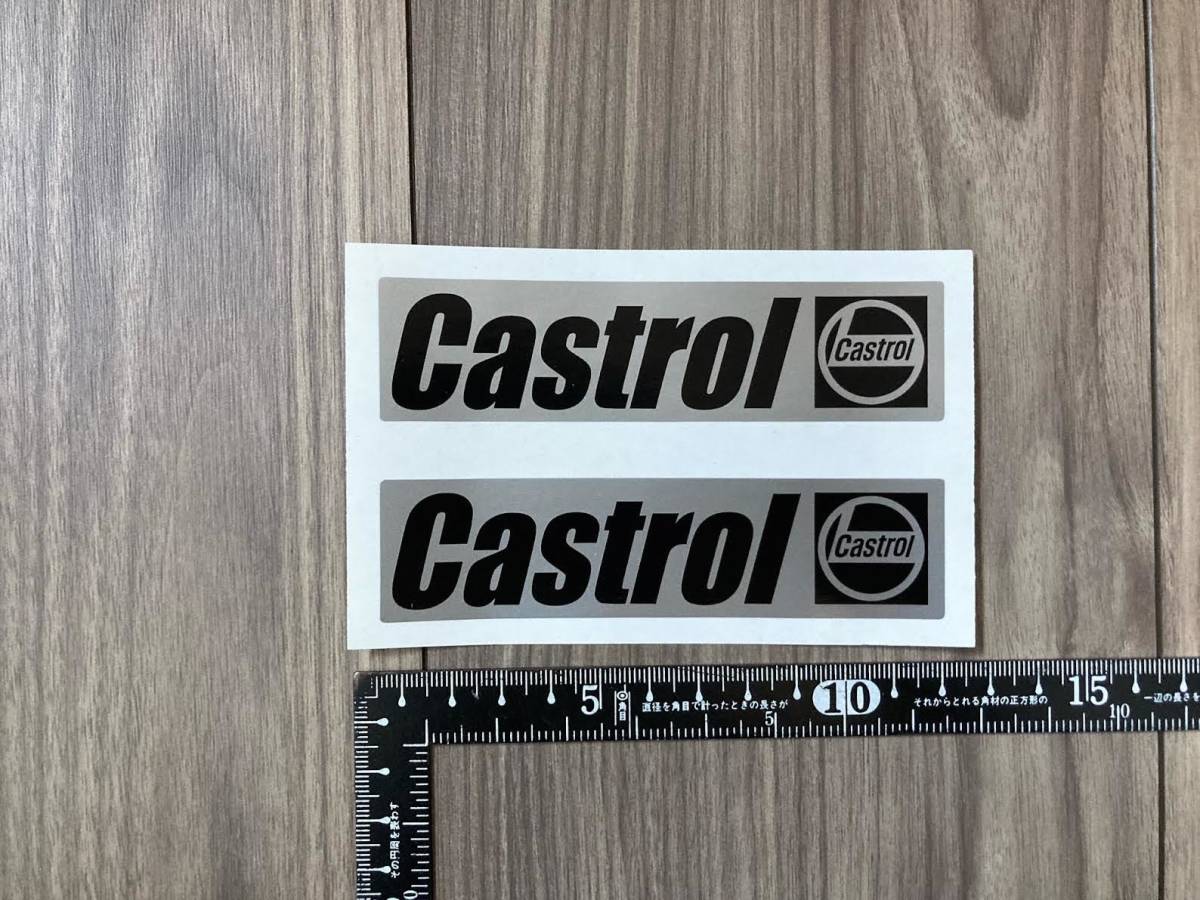 Castrol
Castrol
Castrol
Castrol
5
角目
直径を角目で計ったときの長さが
10
それからとれる角材の正方形の
15
一辺の長さを
5
10
その円周を表わす